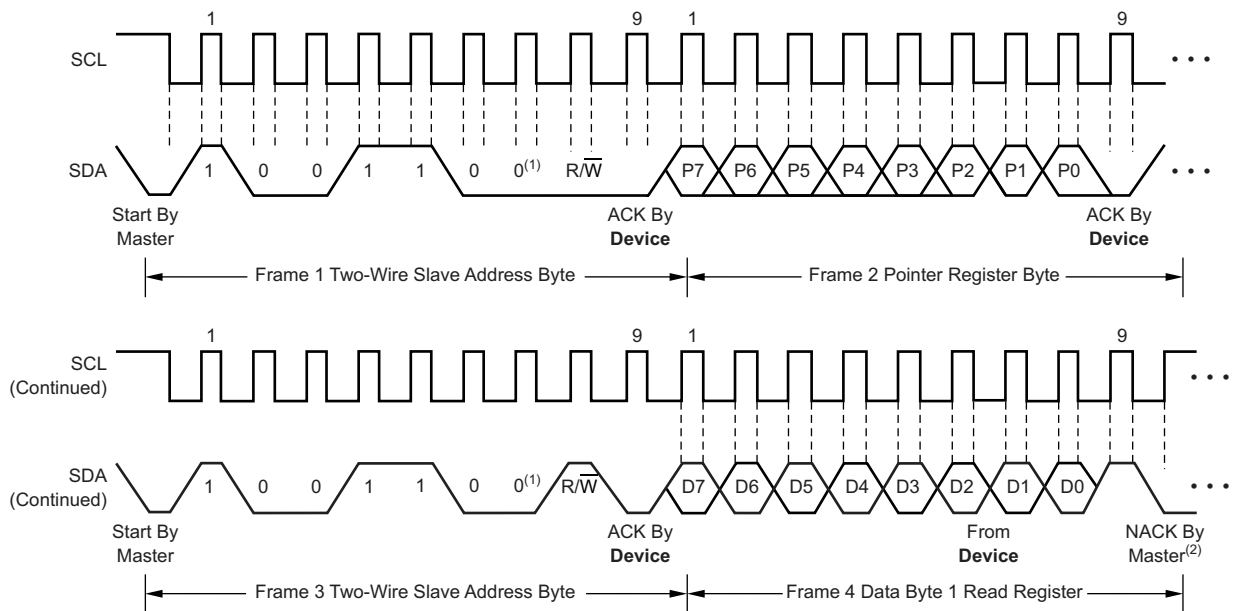 1 9 1 9
SCL
SDA 1 0 0 1 1 0 0(1) R/W̅ P7 P6 P5 P4 P3 P2 P1 P0
Start By
Master
ACK By
Device
ACK By
Device
Frame 1 Two-Wire Slave Address Byte
Frame 2 Pointer Register Byte
1 9 1 9
SCL
(Continued)
SDA
(Continued)
1 0 0 1 1 0 0(1) R/W̅ D7 D6 D5 D4 D3 D2 D1 D0
Start By
Master
ACK By
Device
From
Device
NACK By
Master(2)
Frame 3 Two-Wire Slave Address Byte
Frame 4 Data Byte 1 Read Register